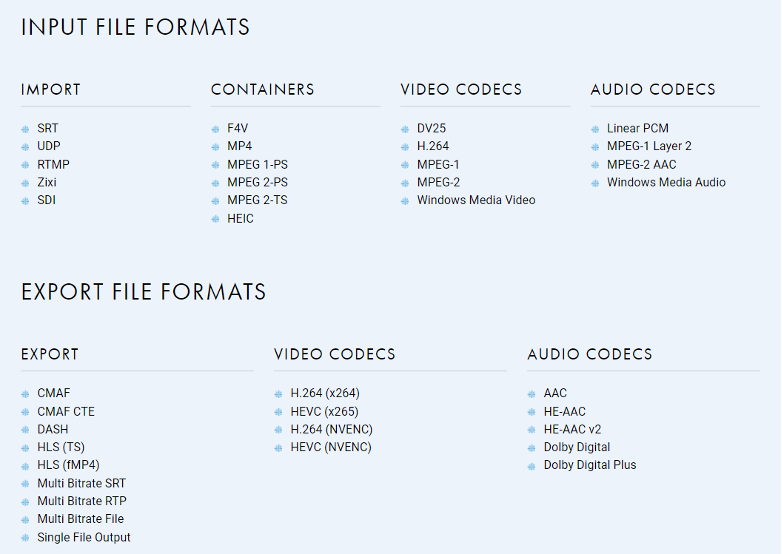 INPUT FILE FORMATS
IMPORT
SRT
UDP
RTMP
Zixi
SDI
CONTAINERS
F4V
MP4
MPEG 1-PS
MPEG 2-PS
MPEG 2-TS
HEIC
VIDEO CODECS
DV25
H.264
MPEG-1
MPEG-2
Windows Media Video
AUDIO CODECS
Linear PCM
MPEG-1 Layer 2
MPEG-2 AAC
Windows Media Audio
EXPORT FILE FORMATS
EXPORT
CMAF
CMAF CTE
DASH
HLS (TS)
HLS (fMP4)
Multi Bitrate SRT
Multi Bitrate RTP
Multi Bitrate File
Single File Output
VIDEO CODECS
H.264 (x264)
HEVC (x265)
H.264 (NVENC)
HEVC (NVENC)
AUDIO CODECS
AAC
HE-AAC
HE-AAC v2
Dolby Digital
Dolby Digital Plus